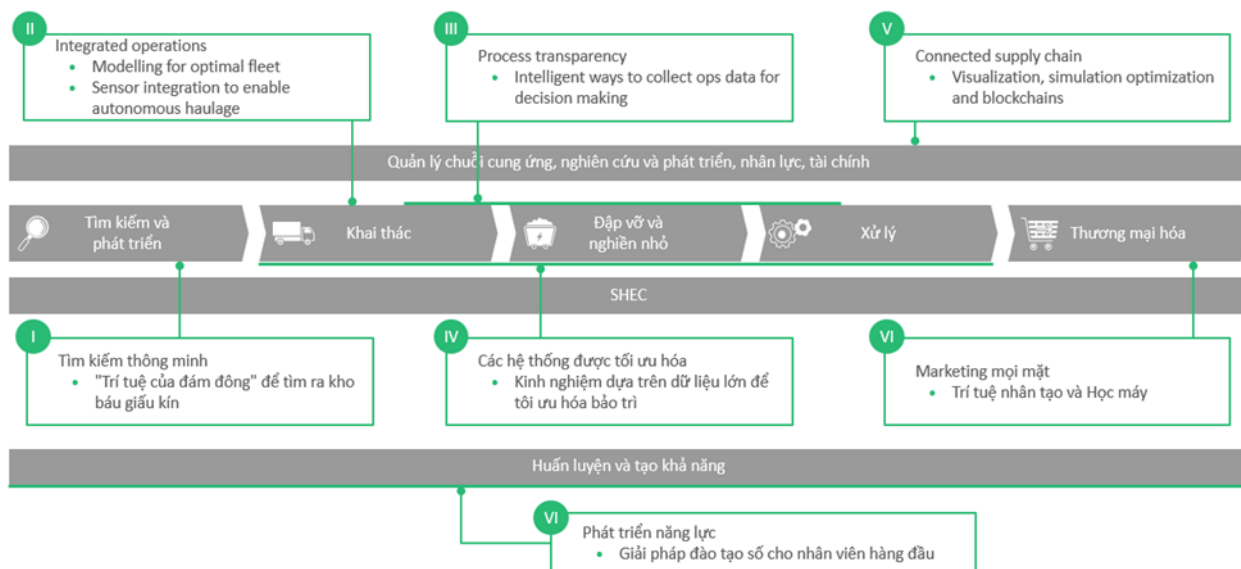 II
Integrated operations
• Modelling for optimal fleet
• Sensor integration to enable
autonomous haulage
III
Process transparency
• Intelligent ways to collect ops data for
decision making
V
Connected supply chain
• Visualization, simulation optimization
and blockchains
Quản lý chuỗi cung ứng, nghiên cứu và phát triển, nhân lực, tài chính
Tìm kiếm và
phát triển
Khai thác
Đập vỡ và
nghiền nhỏ
Xử lý
Thương mại hóa
SHEC
I
Tìm kiếm thông minh
• "Trí tuệ của đám đông" để tìm ra kho
báu giấu kín
IV
Các hệ thống được tối ưu hóa
• Kinh nghiệm dựa trên dữ liệu lớn để
tôi ưu hóa bảo trì
VI
Marketing mọi mặt
• Trí tuệ nhân tạo và Học máy
Huấn luyện và tạo khả năng
VI
Phát triển năng lực
• Giải pháp đào tạo số cho nhân viên hàng đầu